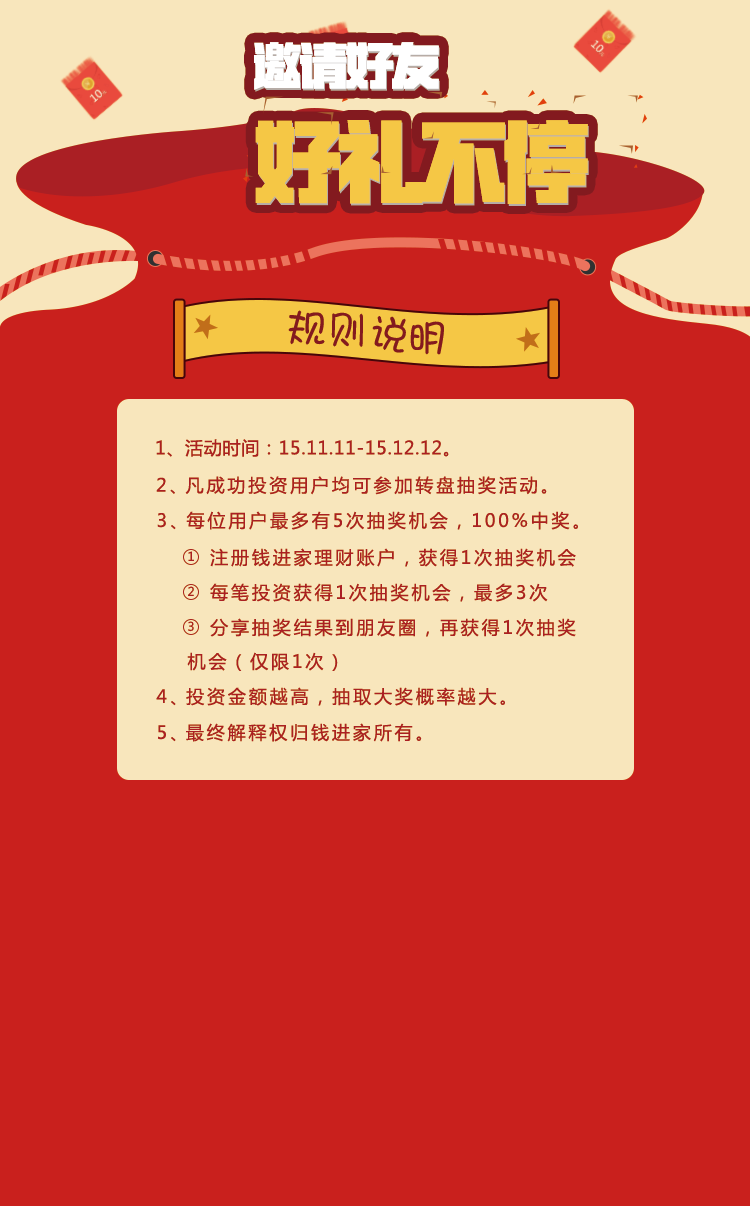 邀请好友
10
10
好礼不停
规则说明
1、活动时间：15.11.11-15.12.12。
2、凡成功投资用户均可参加转盘抽奖活动。
3、每位用户最多有5次抽奖机会，100%中奖。
① 注册钱进家理财账户，获得1次抽奖机会
② 每笔投资获得1次抽奖机会，最多3次
③ 分享抽奖结果到朋友圈，再获得1次抽奖
机会（仅限1次）
4、投资金额越高，抽取大奖概率越大。
5、最终解释权归钱进家所有。